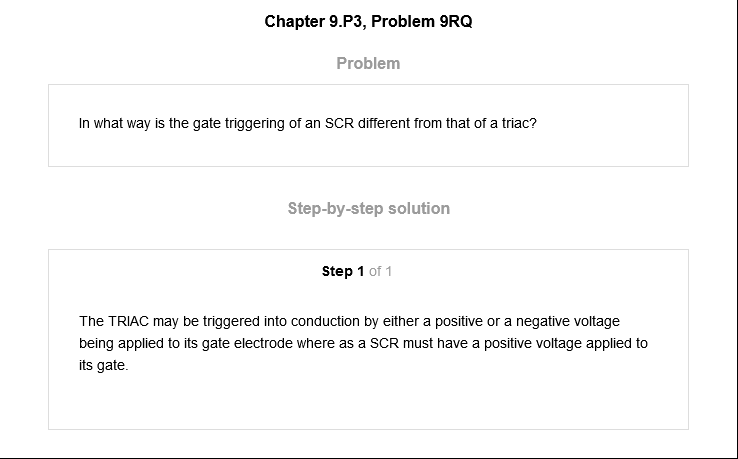 Chapter 9.P3, Problem 9RQ
Problem
In what way is the gate triggering of an SCR different from that of a triac?
Step-by-step solution
Step 1 of 1
The TRIAC may be triggered into conduction by either a positive or a negative voltage
being applied to its gate electrode where as a SCR must have a positive voltage applied to
its gate.